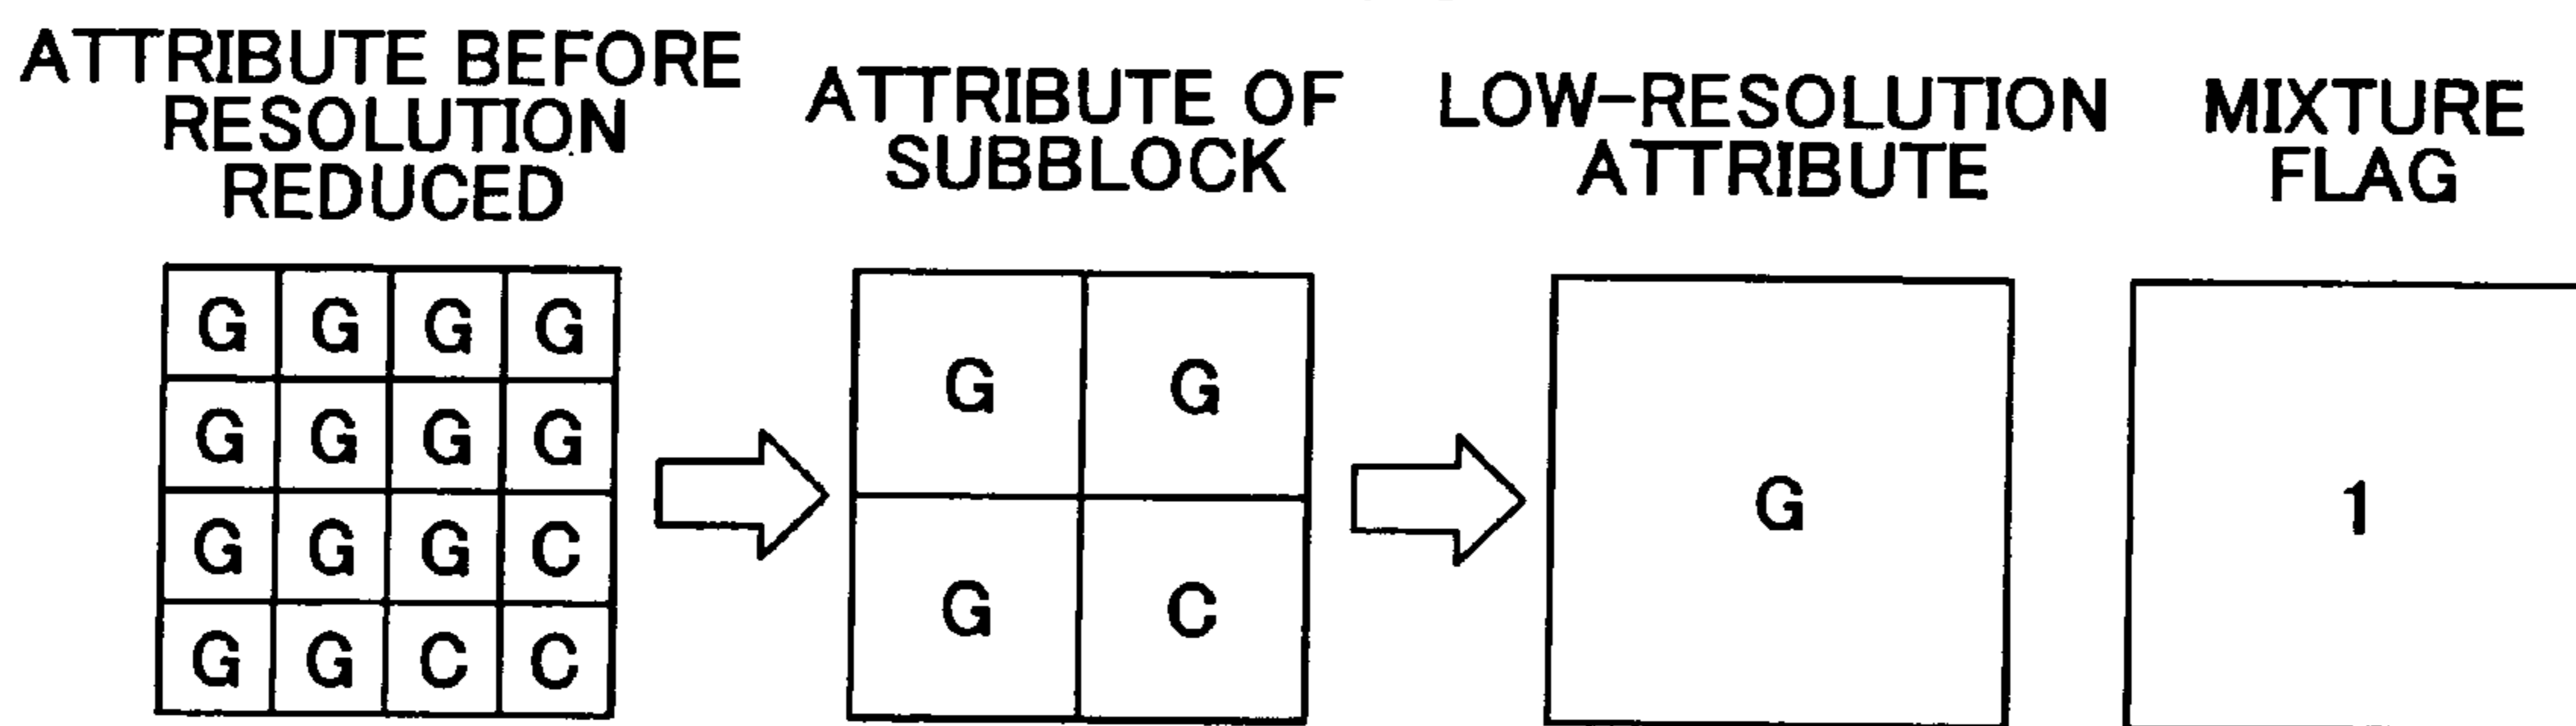 ATTRIBUTE BEFORE
RESOLUTION
REDUCED
ATTRIBUTE OF
SUBBLOCK
LOW-RESOLUTION
ATTRIBUTE
MIXTURE
FLAG
G G G G
G G G G
G G G C
G G C C
G G
G C
G
1